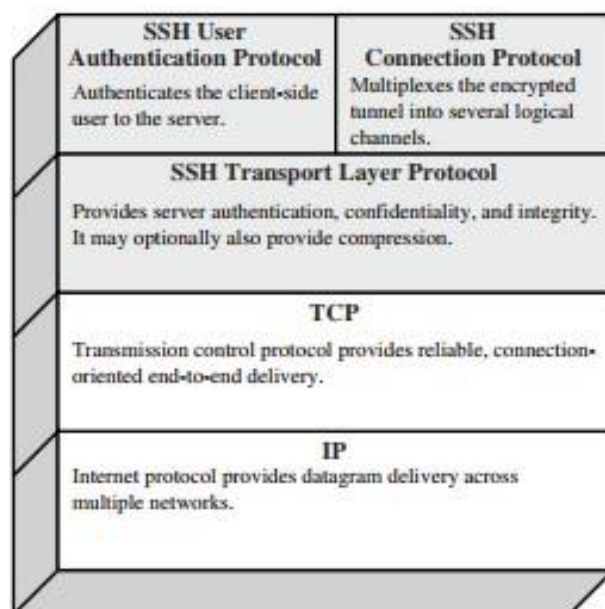 SSH User
Authentication Protocol
Authenticates the client-side
user to the server.
SSH
Connection Protocol
Multiplexes the encrypted
tunnel into several logical
channels.
SSH Transport Layer Protocol
Provides server authentication, confidentiality, and integrity.
It may optionally also provide compression.
TCP
Transmission control protocol provides reliable, connection-
oriented end-to-end delivery.
IP
Internet protocol provides datagram delivery across
multiple networks.